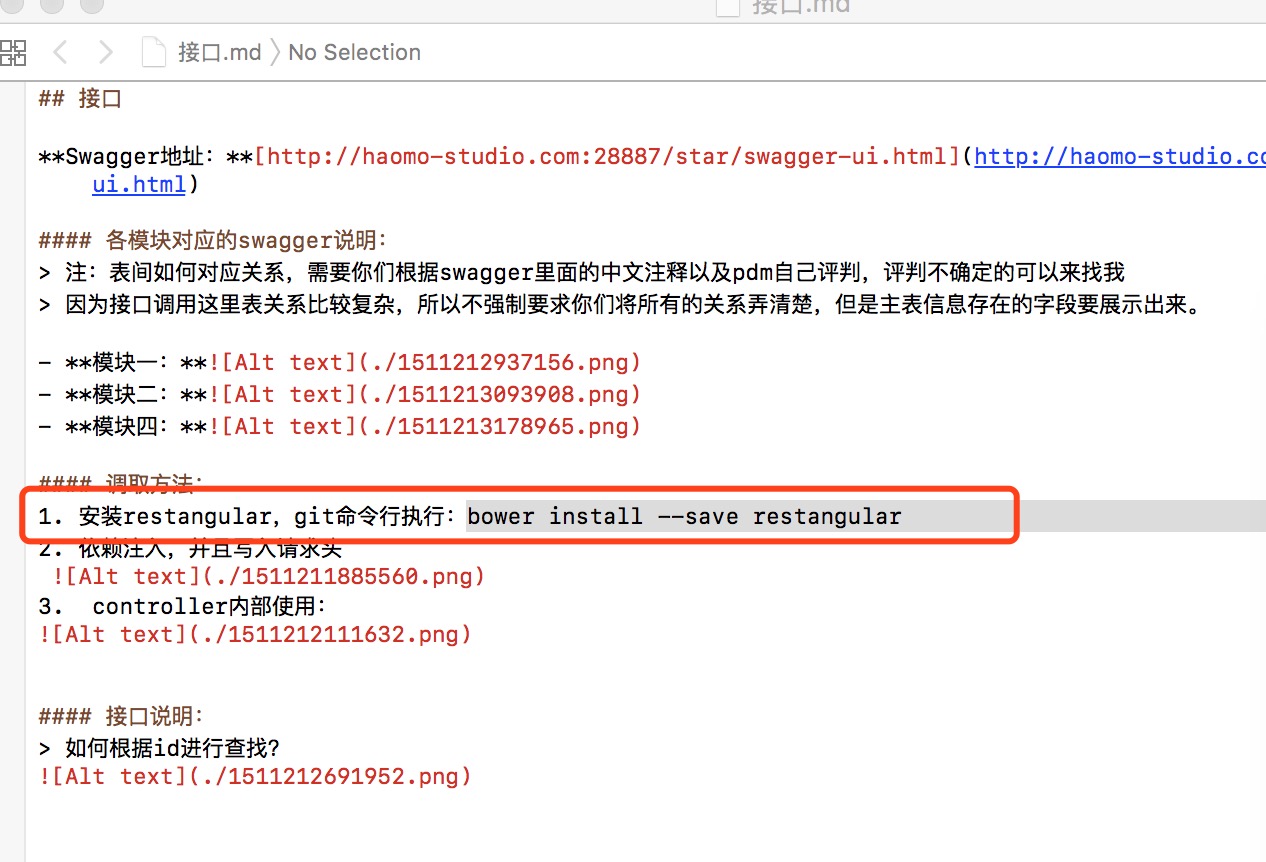 接口.md
接口.md 〉 No Selection
## 接口
**Swagger地址：**[http://haomo-studio.com:28887/star/swagger-ui.html](http://haomo-studio.co
ui.html)
#### 各模块对应的swagger说明：
> 注：表间如何对应关系，需要你们根据swagger里面的中文注释以及pdm自己评判，评判不确定的可以来找我
> 因为接口调用这里表关系比较复杂，所以不强制要求你们将所有的关系弄清楚，但是主表信息存在的字段要展示出来。
- **模块一：**![Alt text](./1511212937156.png)
- **模块二：**![Alt text](./1511213093908.png)
- **模块四：**![Alt text](./1511213178965.png)
#### 调取方法：
1. 安装restangular，git命令行执行：bower install --save restangular
2. 依赖注入，并且写入请求头
![Alt text](./1511211885560.png)
3.  controller内部使用：
![Alt text](./1511212111632.png)
#### 接口说明：
> 如何根据id进行查找？
![Alt text](./1511212691952.png)